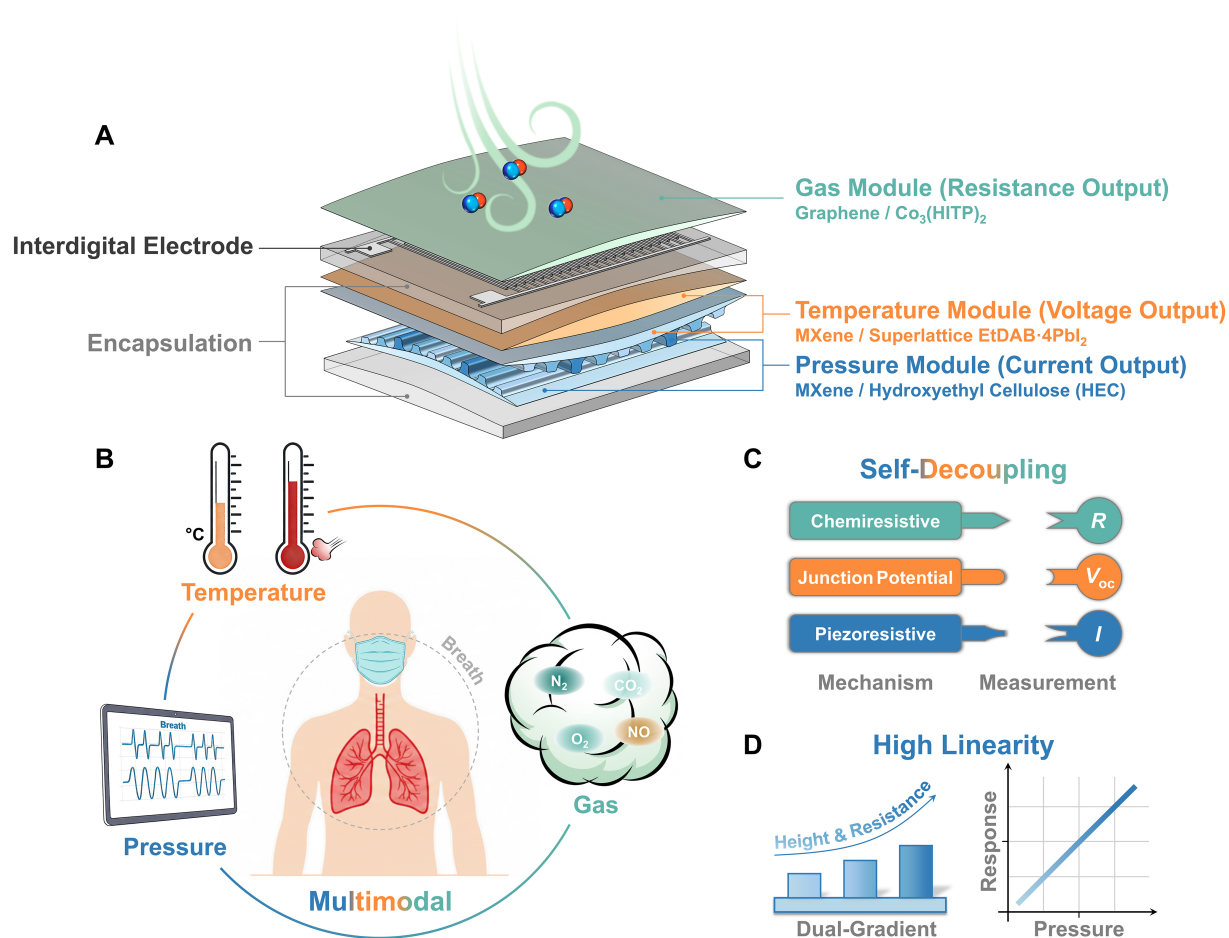 A
Gas Module (Resistance Output)
Graphene / Co₃(HITP)₂
Interdigital Electrode
Temperature Module (Voltage Output)
MXene / Superlattice EtDAB·4PbI₂
Encapsulation
Pressure Module (Current Output)
MXene / Hydroxyethyl Cellulose (HEC)
B
°C
Temperature
Breath
N₂
CO₂
O₂
NO
Gas
Breath
Pressure
Multimodal
C
Self-Decoupling
Chemiresistive
R
Junction Potential
Voc
Piezoresistive
I
Mechanism
Measurement
D
High Linearity
Height & Resistance
Dual-Gradient
Response
Pressure